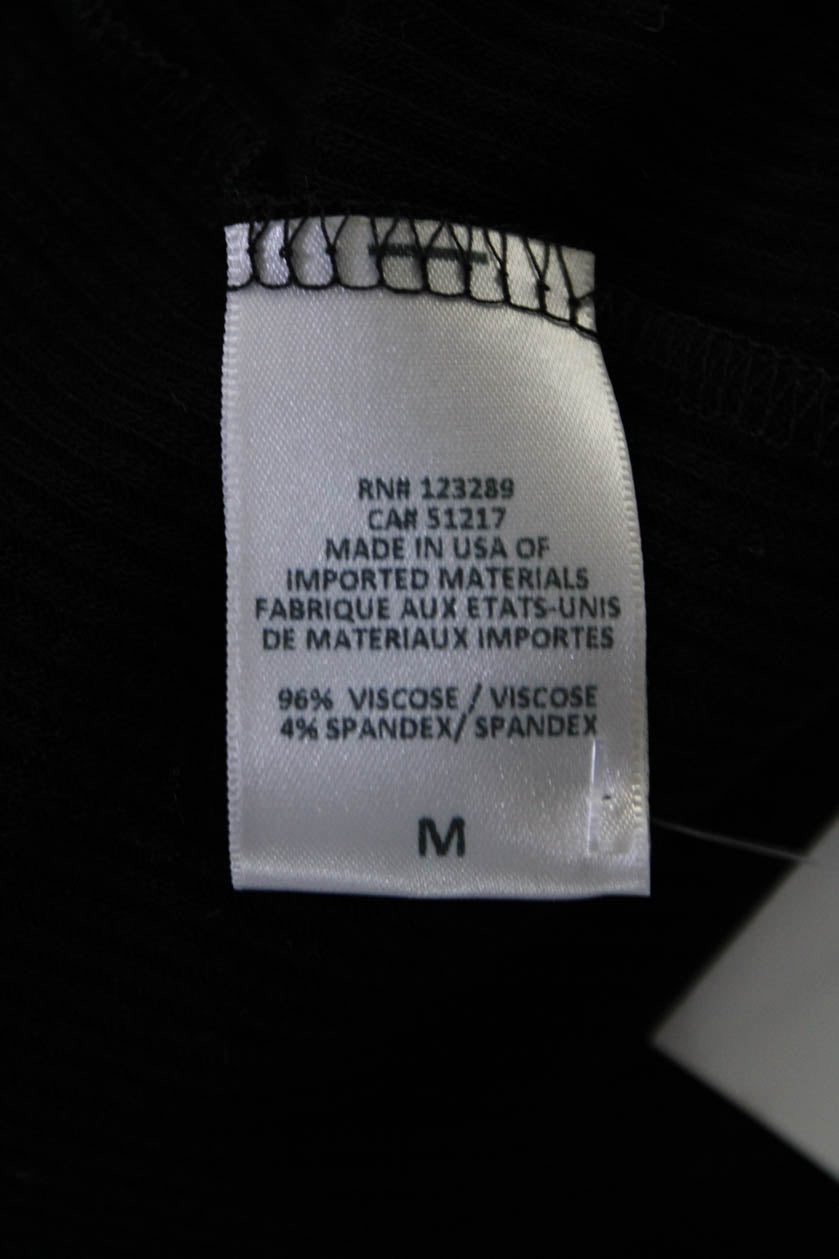 RN# 123289
CA# 51217
MADE IN USA OF
IMPORTED MATERIALS
FABRIQUE AUX ETATS-UNIS
DE MATERIAUX IMPORTES
96% VISCOSE / VISCOSE
4% SPANDEX/ SPANDEX
M